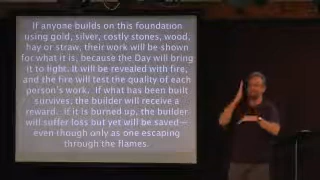 If anyone builds on this foundation
using gold, silver, costly stones, wood,
hay or straw, their work will be shown
for what it is, because the Day will bring
it to light. It will be revealed with fire,
and the fire will test the quality of each
person's work. If what has been built
survives, the builder will receive a
reward. If it is burned up, the builder
will suffer loss but yet will be saved—
even though only as one escaping
through the flames.